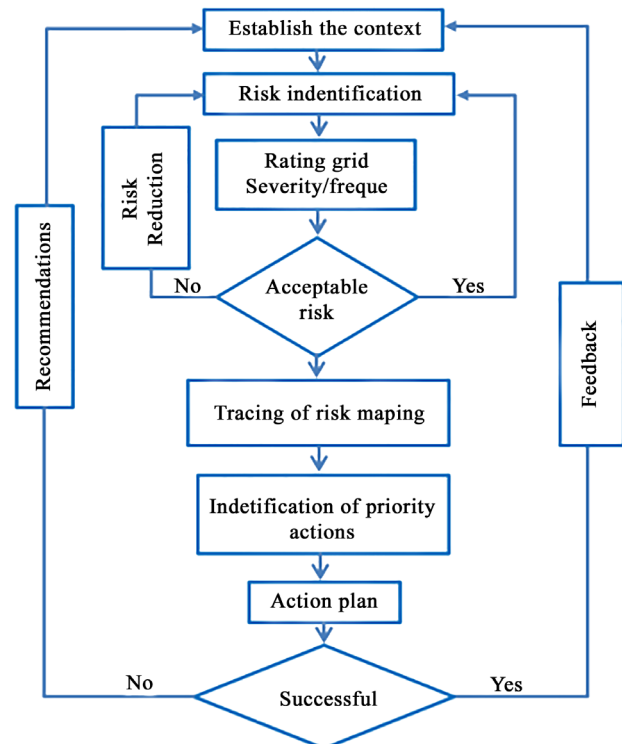 Establish the context
Risk indentification
Rating grid
Severity/freque
Risk
Reduction
No
Acceptable
risk
Yes
Recommendations
Feedback
Tracing of risk maping
Indetification of priority
actions
Action plan
No
Successful
Yes